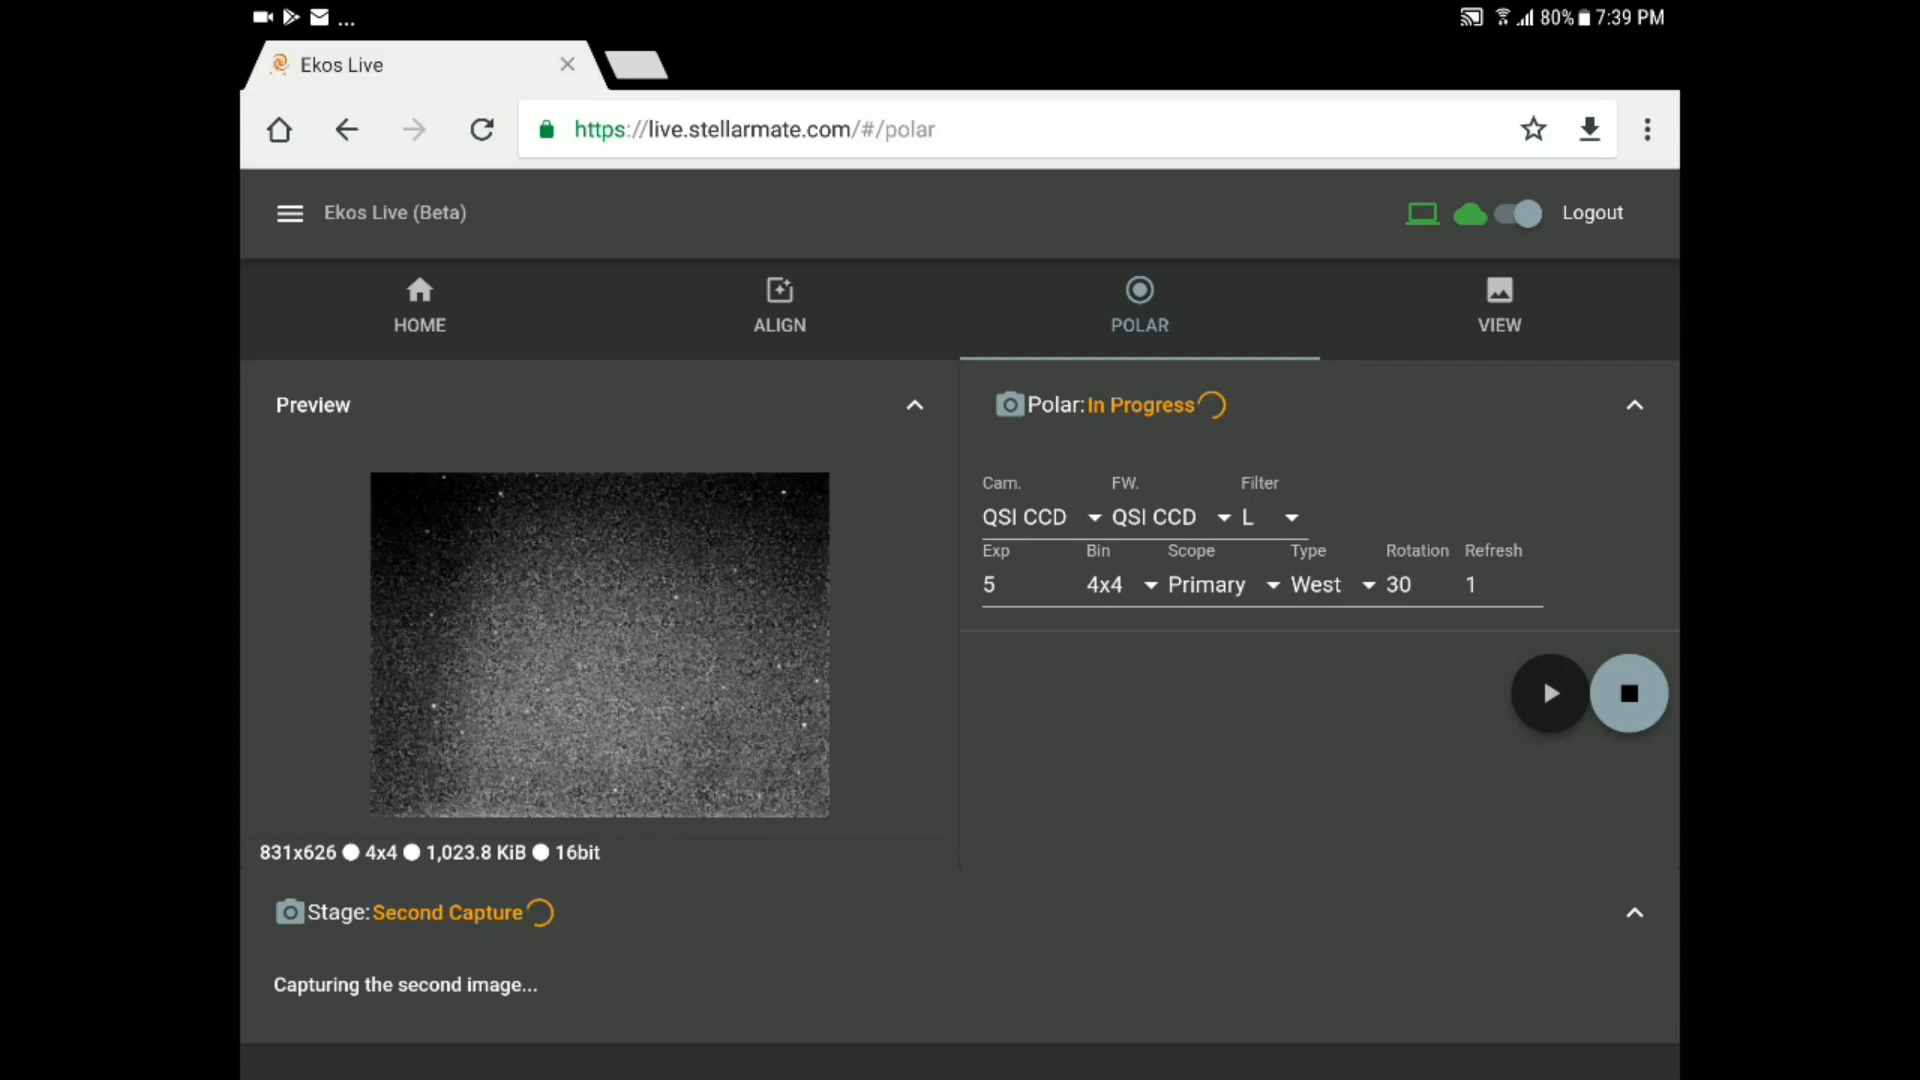 ... 80% 7:39 PM
Ekos Live
https://live.stellarmate.com/#/polar
Ekos Live (Beta) Logout
HOME ALIGN POLAR VIEW
Preview
Polar: In Progress
Cam. FW. Filter
QSI CCD QSI CCD L
Exp Bin Scope Type Rotation Refresh
5 4x4 Primary West 30 1
831x626 4x4 1,023.8 KiB 16bit
Stage: Second Capture
Capturing the second image...